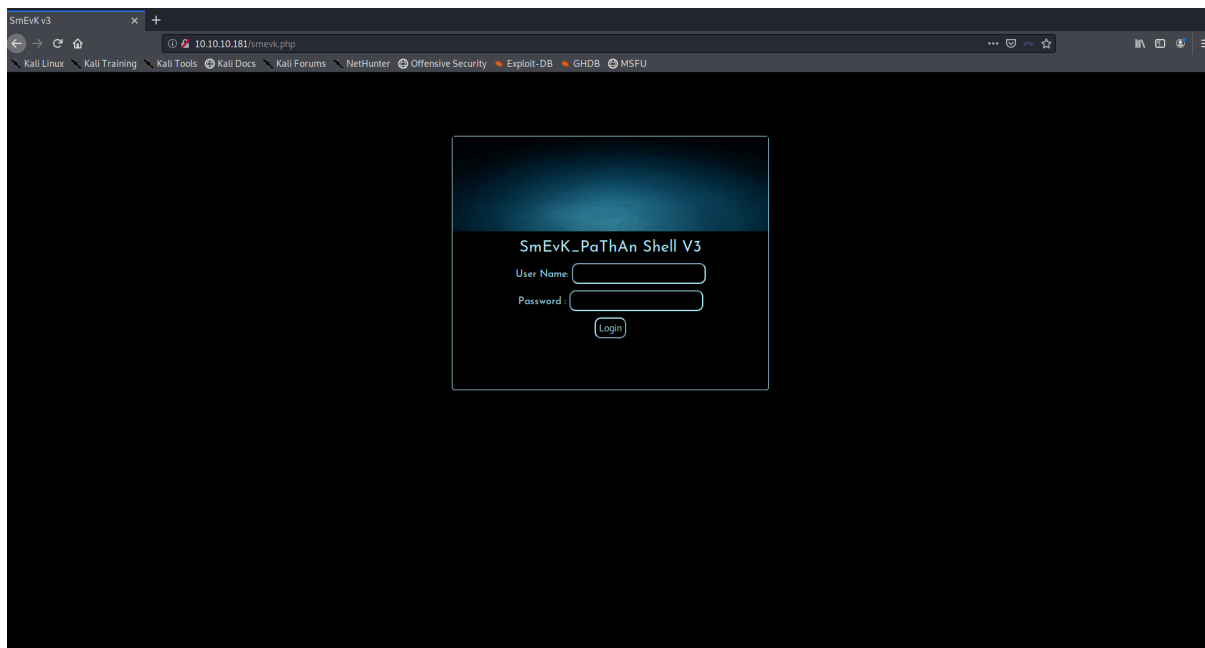 SmEvK v3
10.10.10.181/smevk.php
Kali Linux Kali Training Kali Tools Kali Docs Kali Forums NetHunter Offensive Security Exploit-DB GHDB MSFU
SmEvK_PaThAn Shell V3
User Name:
Password :
Login